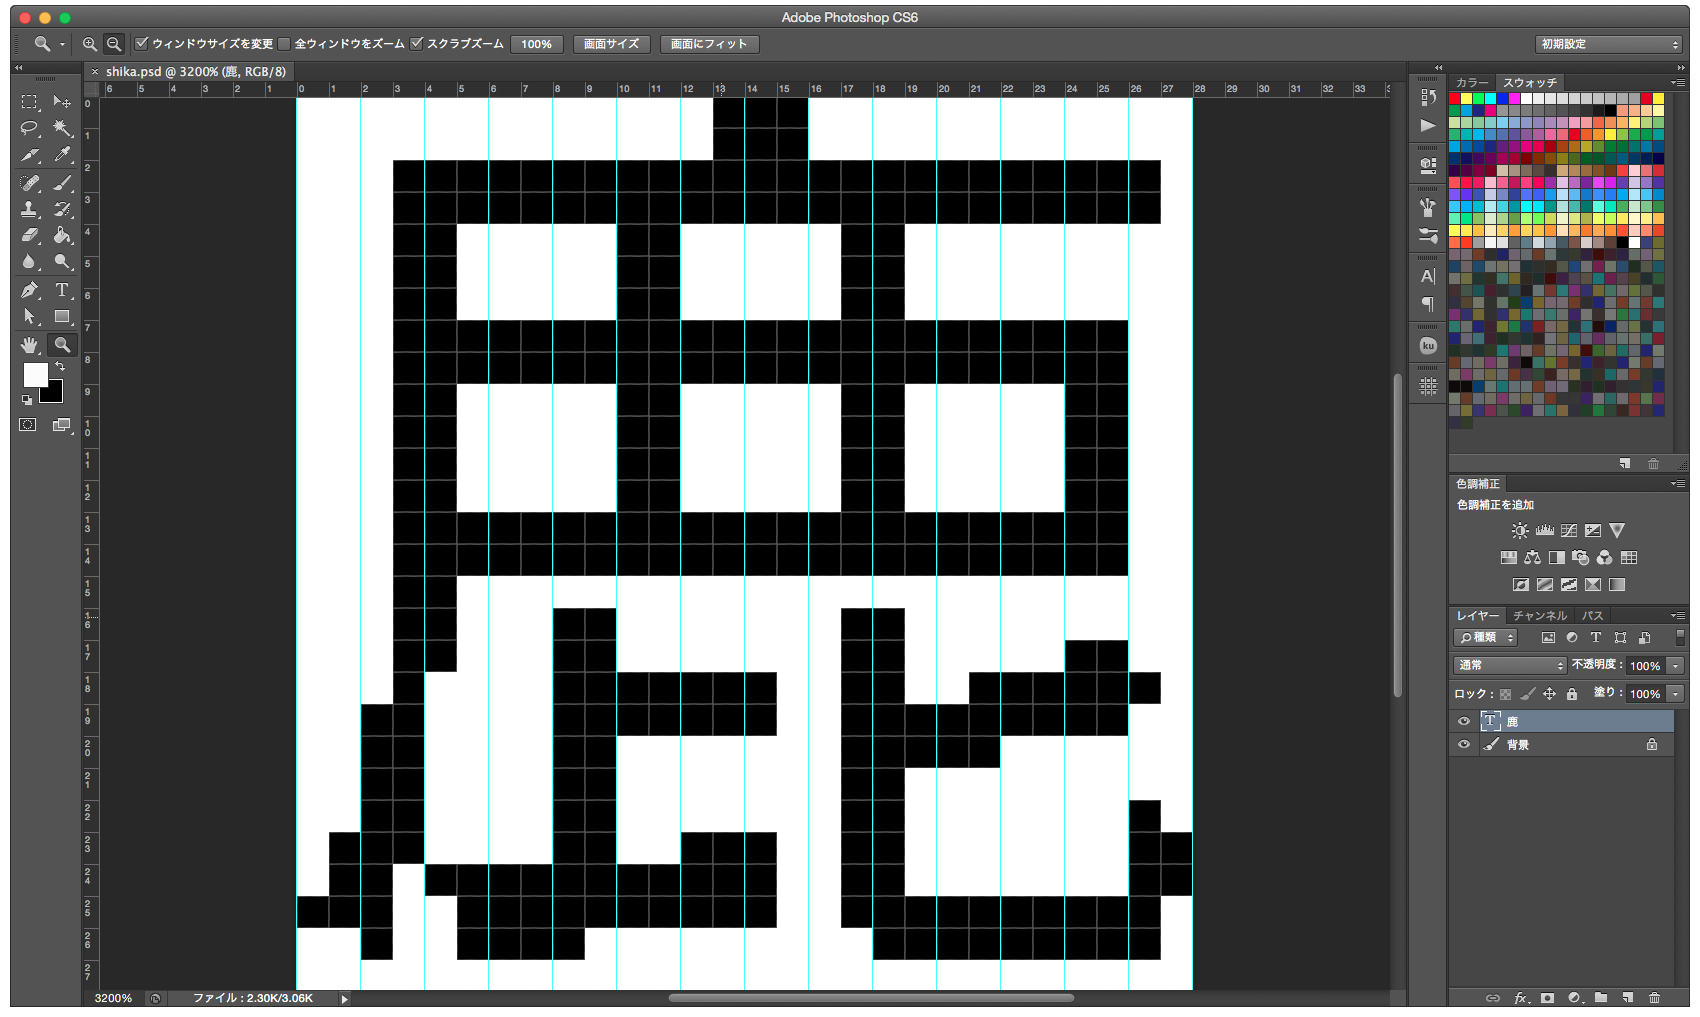 Adobe Photoshop CS6
ウィンドウサイズを変更 全ウィンドウをズーム スクラブズーム 100% 画面サイズ 画面にフィット 初期設定
× shika.psd @ 3200% (鹿, RGB/8)
6 5 4 3 2 1 0 1 2 3 4 5 6 7 8 9 10 11 12 13 14 15 16 17 18 19 20 21 22 23 24 25 26 27 28 29 30 31 32 33
0
1
2
3
4
5
6
7
8
9
10
11
12
13
14
15
16
17
18
19
20
21
22
23
24
25
26
27
鹿
カラー スウォッチ
A
ku
色調補正
色調補正を追加
レイヤー チャンネル パス
種類 T
通常 不透明度 : 100%
ロック : 塗り : 100%
T 鹿
背景
fx
3200% ファイル : 2.30K/3.06K